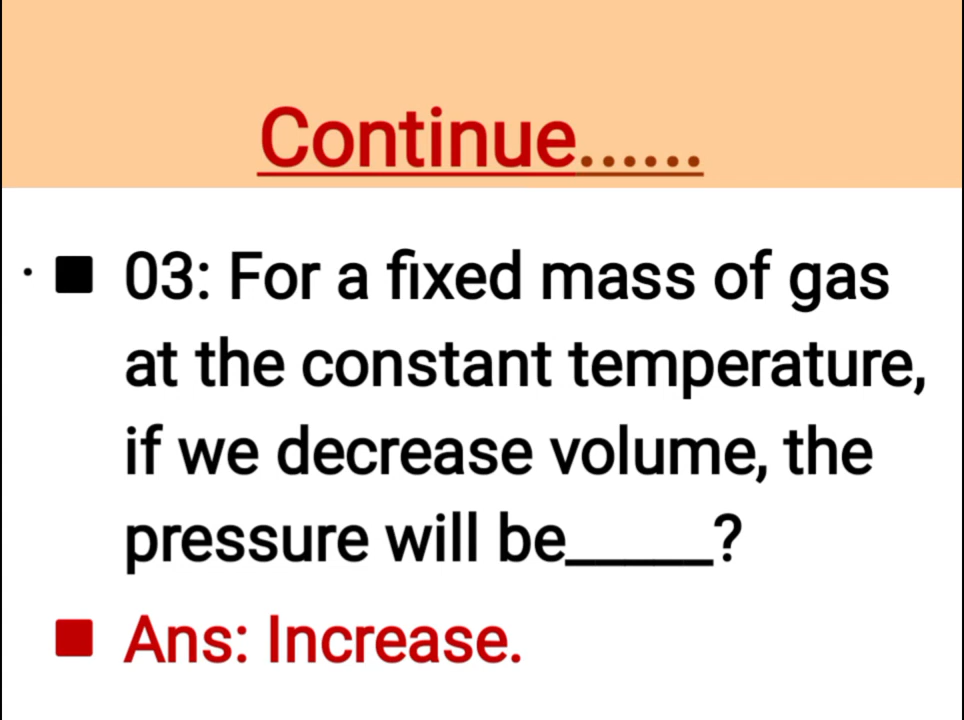 Continue......
· ■ 03: For a fixed mass of gas
at the constant temperature,
if we decrease volume, the
pressure will be_____?
■ Ans: Increase.